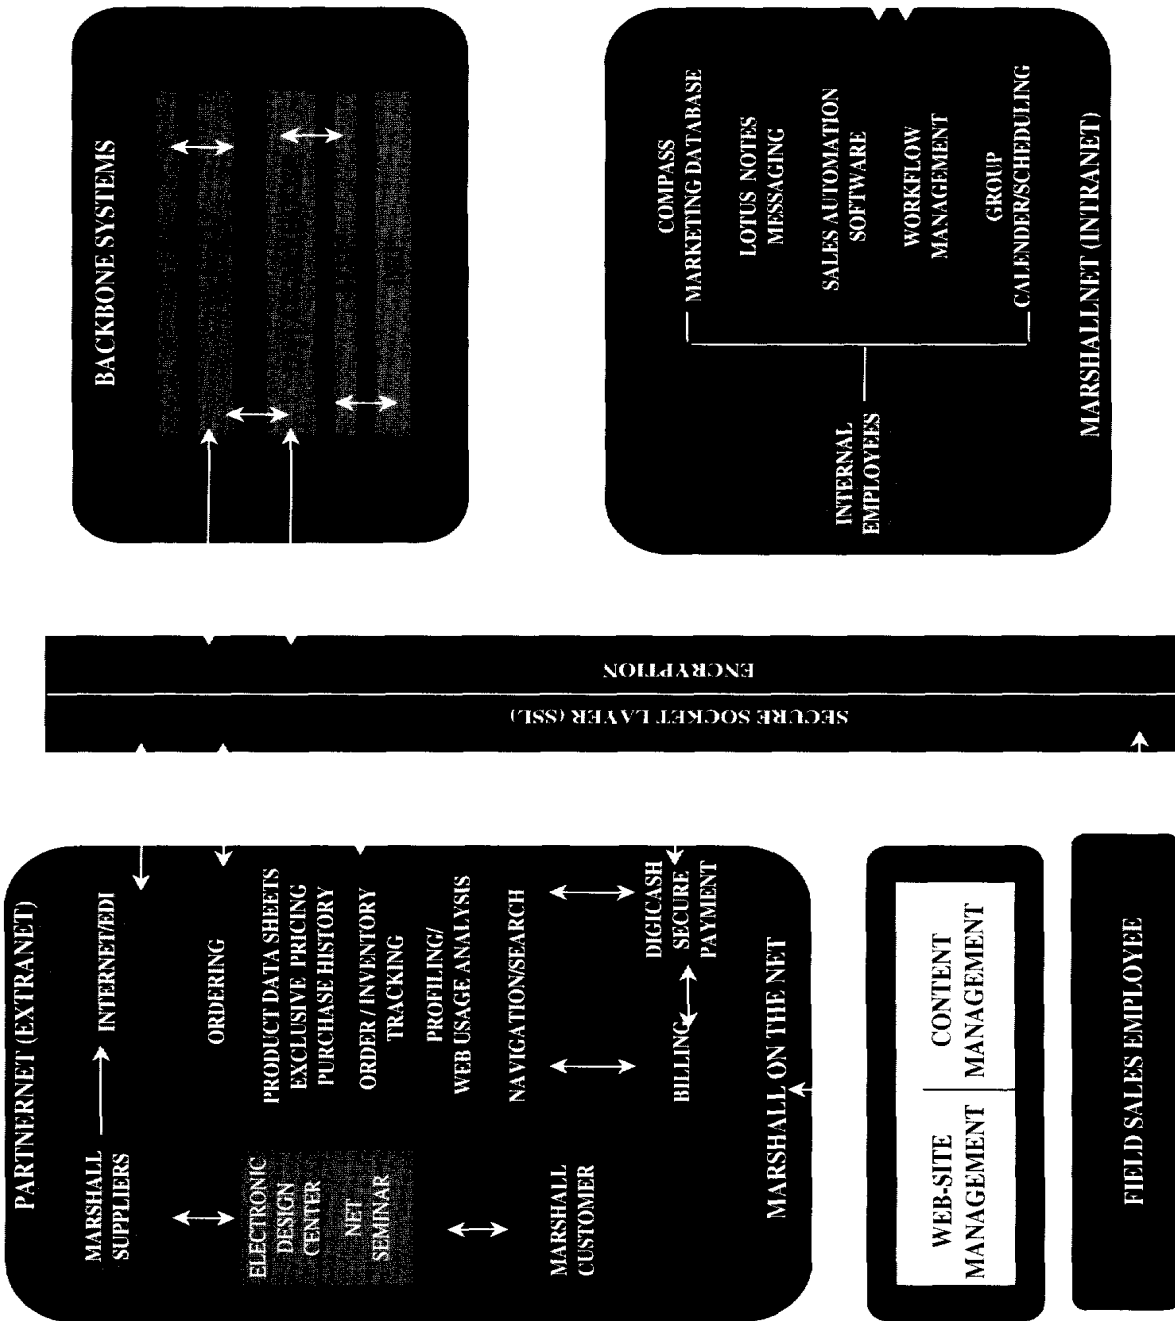 PARTNERNET (EXTRANET)
MARSHALL
SUPPLIERS
INTERNET/EDI
ORDERING
ELECTRONIC
DESIGN
CENTER
NET
SEMINAR
PRODUCT DATA SHEETS
EXCLUSIVE PRICING
PURCHASE HISTORY
ORDER / INVENTORY
TRACKING
PROFILING/
WEB USAGE ANALYSIS
NAVIGATION/SEARCH
MARSHALL
CUSTOMER
BILLING
DIGICASH
SECURE
PAYMENT
MARSHALL ON THE NET
WEB-SITE
MANAGEMENT
CONTENT
MANAGEMENT
FIELD SALES EMPLOYEE
SECURE SOCKET LAYER (SSL)
ENCRYPTION
BACKBONE SYSTEMS
INTERNAL
EMPLOYEES
COMPASS
MARKETING DATABASE
LOTUS NOTES
MESSAGING
SALES AUTOMATION
SOFTWARE
WORKFLOW
MANAGEMENT
GROUP
CALENDER/SCHEDULING
MARSHALLNET (INTRANET)